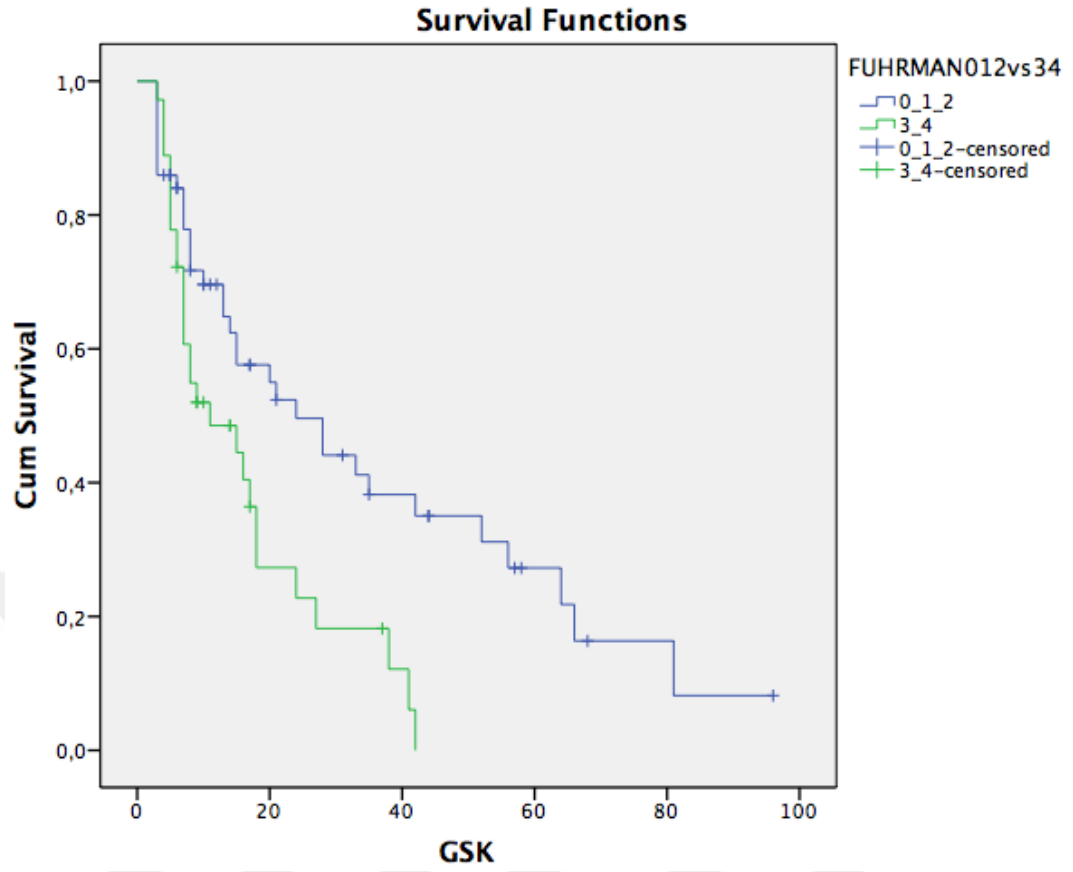 Survival Functions
FUHRMAN012vs34
0_1_2
3_4
0_1_2-censored
3_4-censored
Cum Survival
1,0
0,8
0,6
0,4
0,2
0,0
0 20 40 60 80 100
GSK